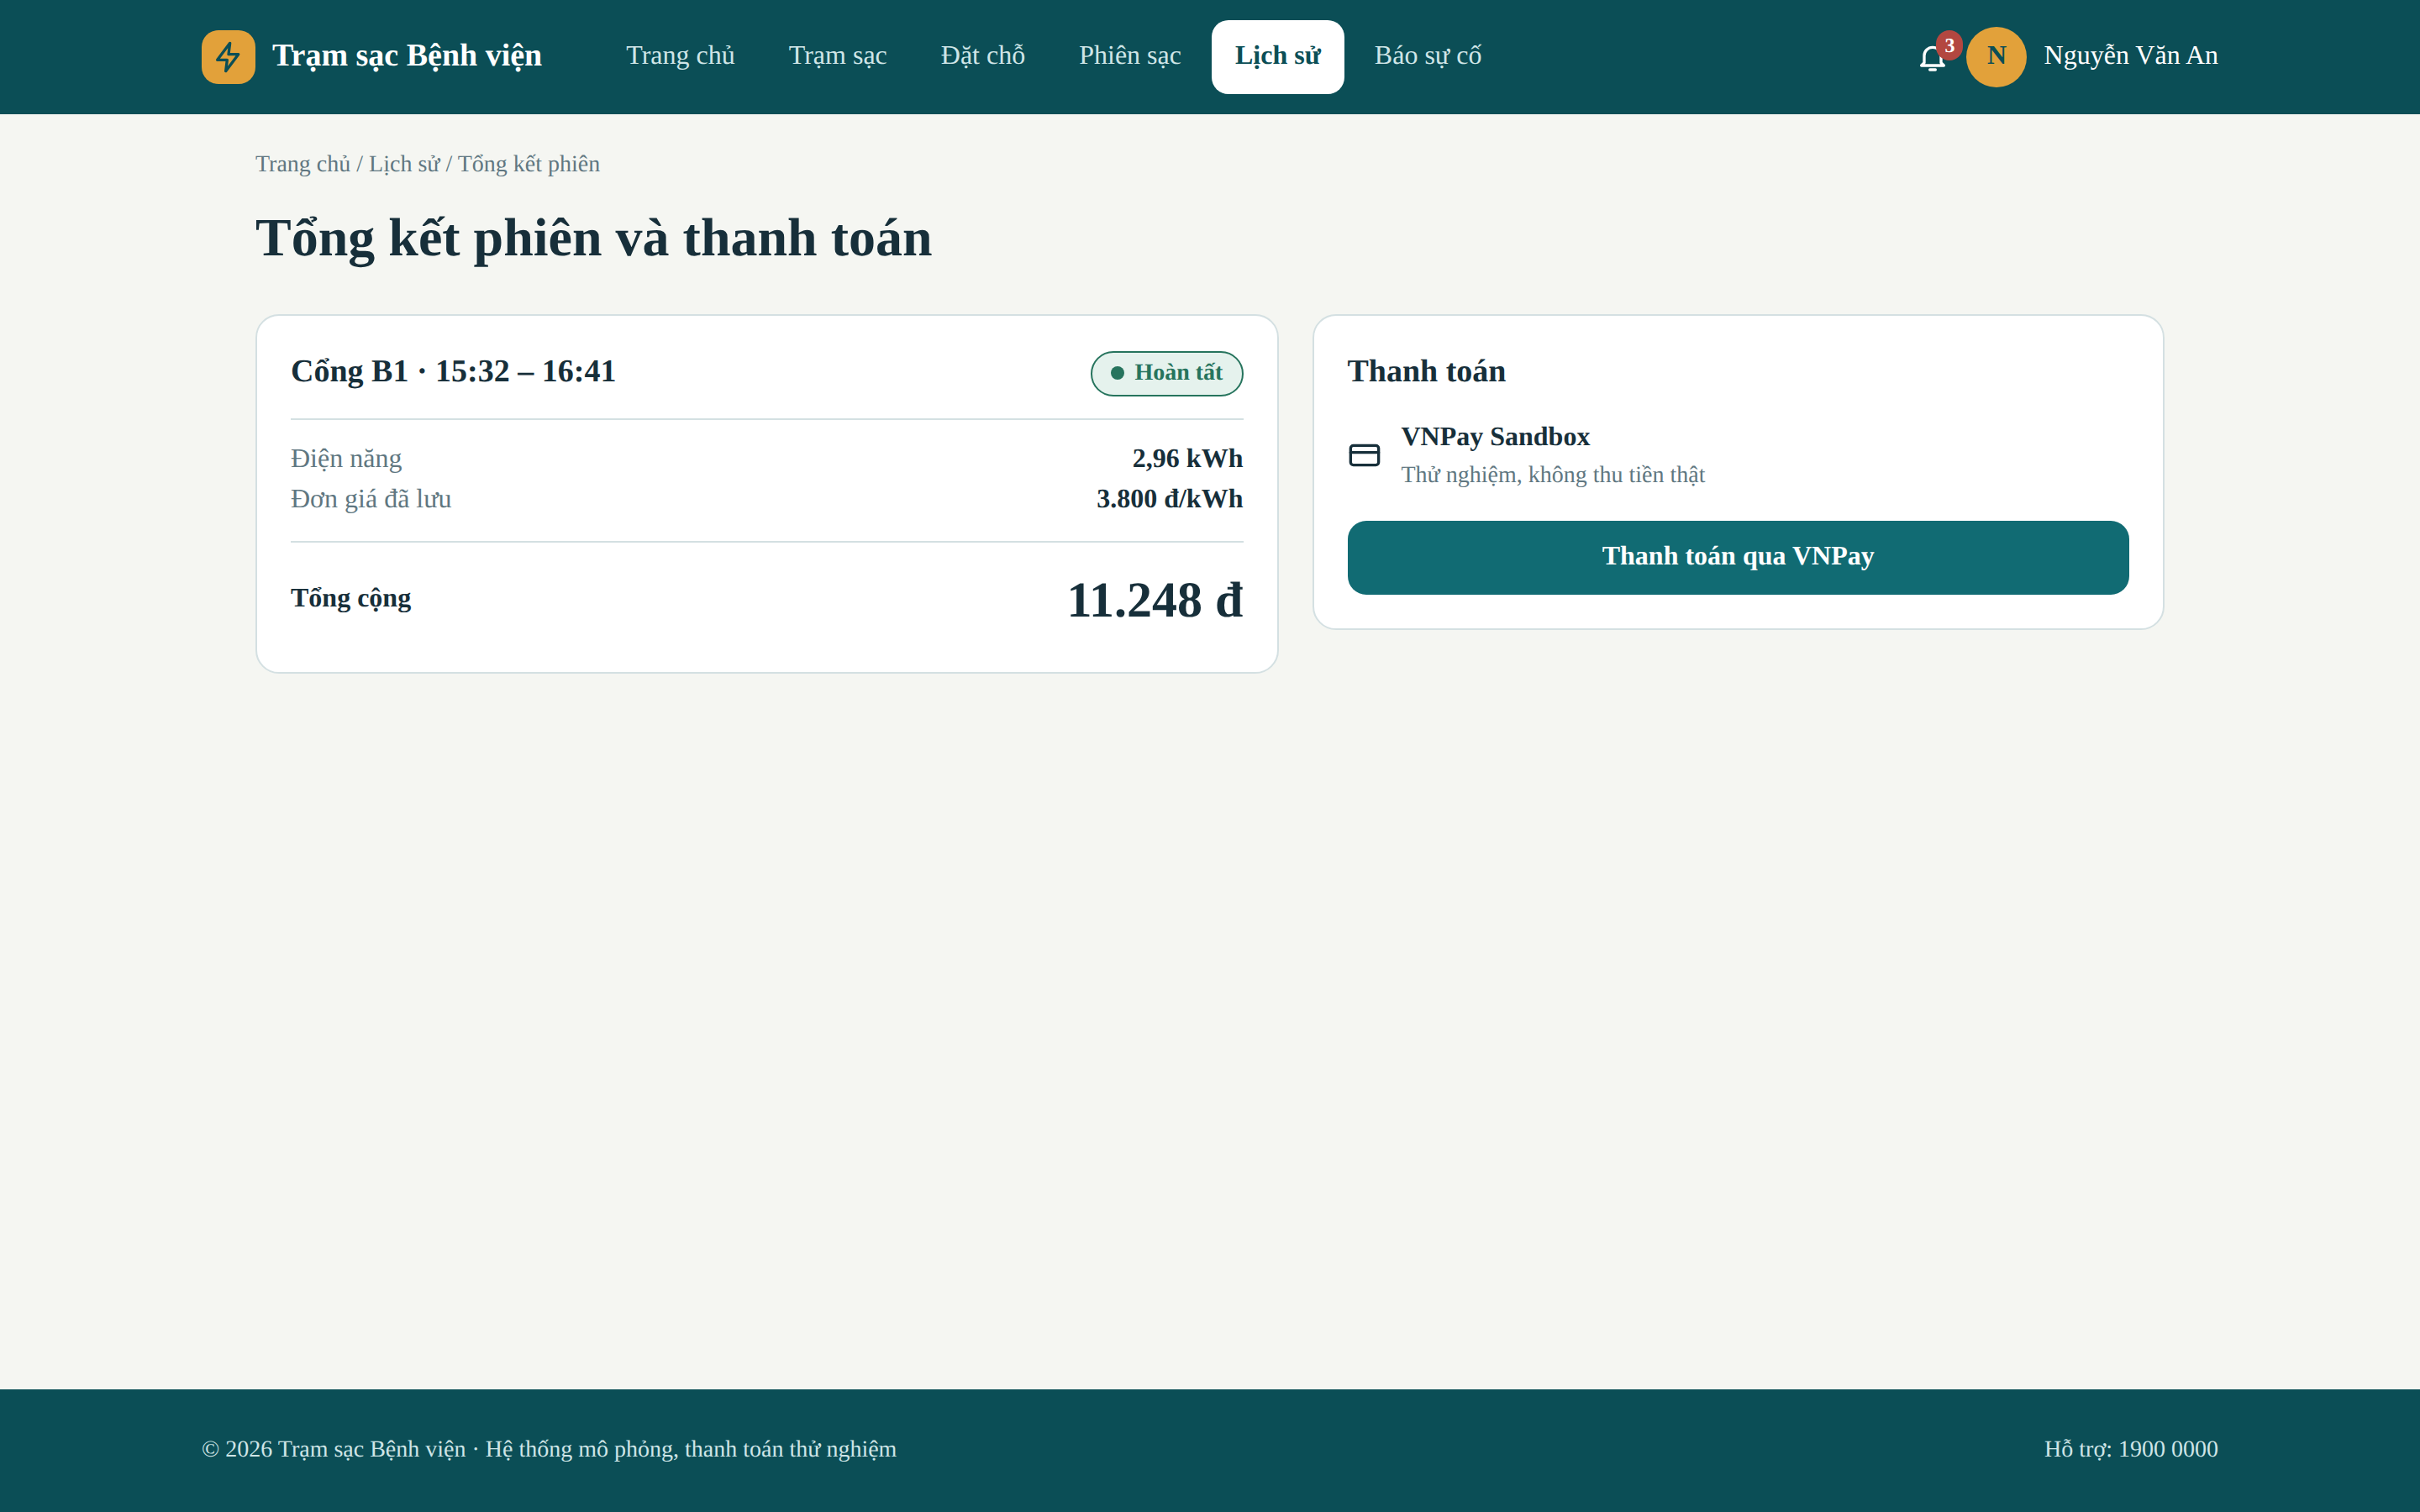 Trạm sạc Bệnh viện
Trang chủ
Trạm sạc
Đặt chỗ
Phiên sạc
Lịch sử
Báo sự cố
3
N
Nguyễn Văn An
Trang chủ / Lịch sử / Tổng kết phiên
Tổng kết phiên và thanh toán
Cổng B1 · 15:32 – 16:41
Hoàn tất
Điện năng
2,96 kWh
Đơn giá đã lưu
3.800 đ/kWh
Tổng cộng
11.248 đ
Thanh toán
VNPay Sandbox
Thử nghiệm, không thu tiền thật
Thanh toán qua VNPay
© 2026 Trạm sạc Bệnh viện · Hệ thống mô phỏng, thanh toán thử nghiệm
Hỗ trợ: 1900 0000